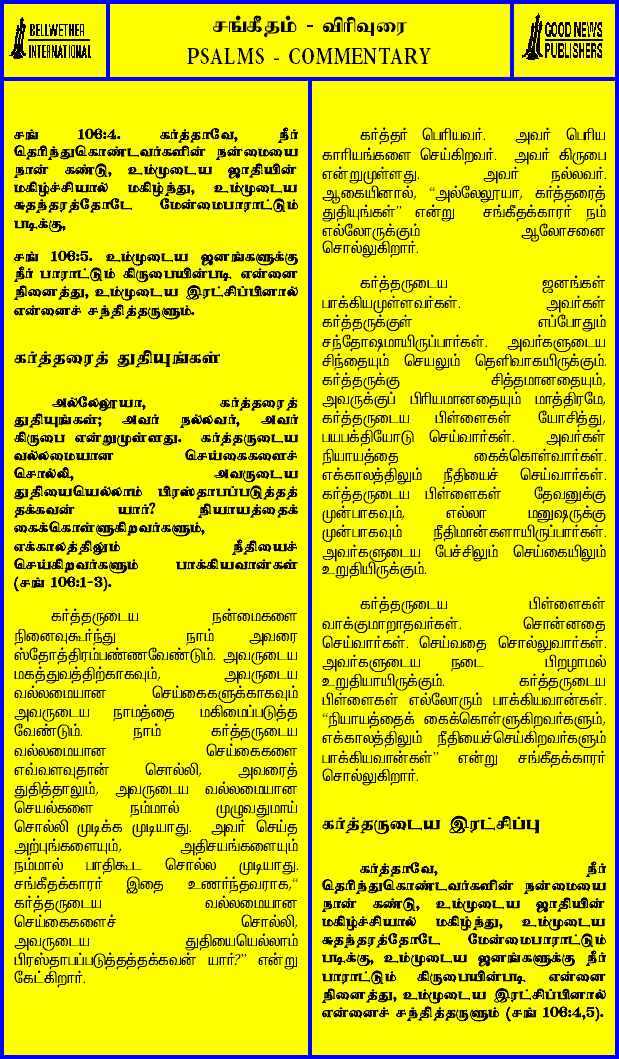 BELLWETHER
INTERNATIONAL
சங்கீதம் - விரிவுரை
PSALMS - COMMENTARY
GOOD NEWS
PUBLISHERS
சங் 106:4. கர்த்தாவே, நீர்
தெரிந்துகொண்டவர்களின் நன்மையை
நான் கண்டு, உம்முடைய ஜாதியின்
மகிழ்ச்சியால் மகிழ்ந்து, உம்முடைய
சுதந்தரத்தோடே மேன்மைபாராட்டும்
படிக்கு,
சங் 106:5. உம்முடைய ஜனங்களுக்கு
நீர் பாராட்டும் கிருபையின்படி என்னை
நினைத்து, உம்முடைய இரட்சிப்பினால்
என்னைச் சந்தித்தருளும்.
கர்த்தரைத் துதியுங்கள்
அல்லேலூயா, கர்த்தரைத்
துதியுங்கள்; அவர் நல்லவர், அவர்
கிருபை என்றுமுள்ளது. கர்த்தருடைய
வல்லமையான செய்கைகளைச்
சொல்லி, அவருடைய
துதியையெல்லாம் பிரஸ்தாபப்படுத்தத்
தக்கவன் யார்? நியாயத்தைக்
கைக்கொள்ளுகிறவர்களும்,
எக்காலத்திலும் நீதியைச்
செய்கிறவர்களும் பாக்கியவான்கள்
(சங் 106:1-3).
கர்த்தருடைய நன்மைகளை
நினைவுகூர்ந்து நாம் அவரை
ஸ்தோத்திரம்பண்ணவேண்டும். அவருடைய
மகத்துவத்திற்காகவும், அவருடைய
வல்லமையான செய்கைகளுக்காகவும்
அவருடைய நாமத்தை மகிமைப்படுத்த
வேண்டும். நாம் கர்த்தருடைய
வல்லமையான செய்கைகளை
எவ்வளவுதான் சொல்லி, அவரைத்
துதித்தாலும், அவருடைய வல்லமையான
செயல்களை நம்மால் முழுவதுமாய்
சொல்லி முடிக்க முடியாது. அவர் செய்த
அற்புங்களையும், அதிசயங்களையும்
நம்மால் பாதிகூட சொல்ல முடியாது.
சங்கீதக்காரர் இதை உணர்ந்தவராக,“
கர்த்தருடைய வல்லமையான
செய்கைகளைச் சொல்லி,
அவருடைய துதியையெல்லாம்
பிரஸ்தாபப்படுத்தத்தக்கவன் யார்?” என்று
கேட்கிறார்.
கர்த்தர் பெரியவர். அவர் பெரிய
காரியங்களை செய்கிறவர். அவர் கிருபை
என்றுமுள்ளது. அவர் நல்லவர்.
ஆகையினால், “அல்லேலூயா, கர்த்தரைத்
துதியுங்கள்” என்று சங்கீதக்காரர் நம்
எல்லோருக்கும் ஆலோசனை
சொல்லுகிறார்.
கர்த்தருடைய ஜனங்கள்
பாக்கியமுள்ளவர்கள். அவர்கள்
கர்த்தருக்குள் எப்போதும்
சந்தோஷமாயிருப்பார்கள். அவர்களுடைய
சிந்தையும் செயலும் தெளிவாகயிருக்கும்.
கர்த்தருக்கு சித்தமானதையும்,
அவருக்குப் பிரியமானதையும் மாத்திரமே,
கர்த்தருடைய பிள்ளைகள் யோசித்து,
பயபக்தியோடு செய்வார்கள். அவர்கள்
நியாயத்தை கைக்கொள்வார்கள்.
எக்காலத்திலும் நீதியைச் செய்வார்கள்.
கர்த்தருடைய பிள்ளைகள் தேவனுக்கு
முன்பாகவும், எல்லா மனுஷருக்கு
முன்பாகவும் நீதிமான்களாயிருப்பார்கள்.
அவர்களுடைய பேச்சிலும் செய்கையிலும்
உறுதியிருக்கும்.
கர்த்தருடைய பிள்ளைகள்
வாக்குமாறாதவர்கள். சொன்னதை
செய்வார்கள். செய்வதை சொல்லுவார்கள்.
அவர்களுடைய நடை பிறழாமல்
உறுதியாயிருக்கும். கர்த்தருடைய
பிள்ளைகள் எல்லோரும் பாக்கியவான்கள்.
“நியாயத்தைக் கைக்கொள்ளுகிறவர்களும்,
எக்காலத்திலும் நீதியைச்செய்கிறவர்களும்
பாக்கியவான்கள்” என்று சங்கீதக்காரர்
சொல்லுகிறார்.
கர்த்தருடைய இரட்சிப்பு
கர்த்தாவே, நீர்
தெரிந்துகொண்டவர்களின் நன்மையை
நான் கண்டு, உம்முடைய ஜாதியின்
மகிழ்ச்சியால் மகிழ்ந்து, உம்முடைய
சுதந்தரத்தோடே மேன்மைபாராட்டும்
படிக்கு, உம்முடைய ஜனங்களுக்கு நீர்
பாராட்டும் கிருபையின்படி என்னை
நினைத்து, உம்முடைய இரட்சிப்பினால்
என்னைச் சந்தித்தருளும் (சங் 106:4,5).